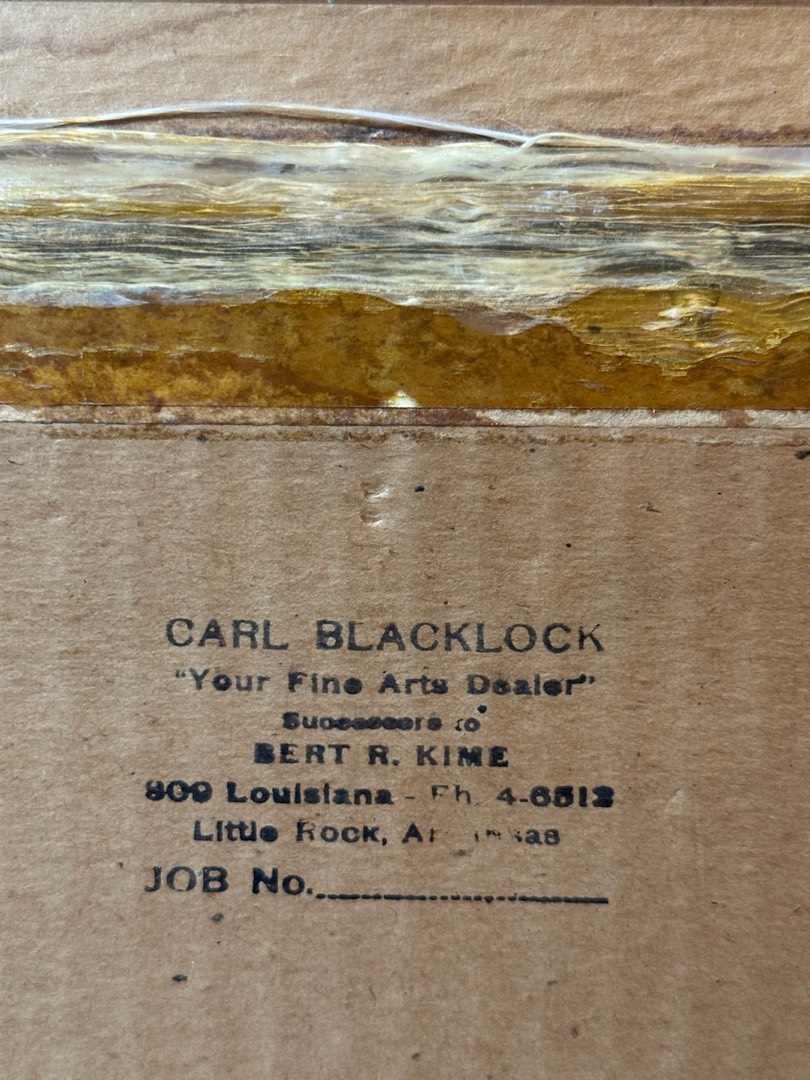 CARL BLACKLOCK
"Your Fine Arts Dealer"
Successors to
BERT R. KIME
809 Louisiana - Ph. 4-6512
Little Rock, Arkansas
JOB No.